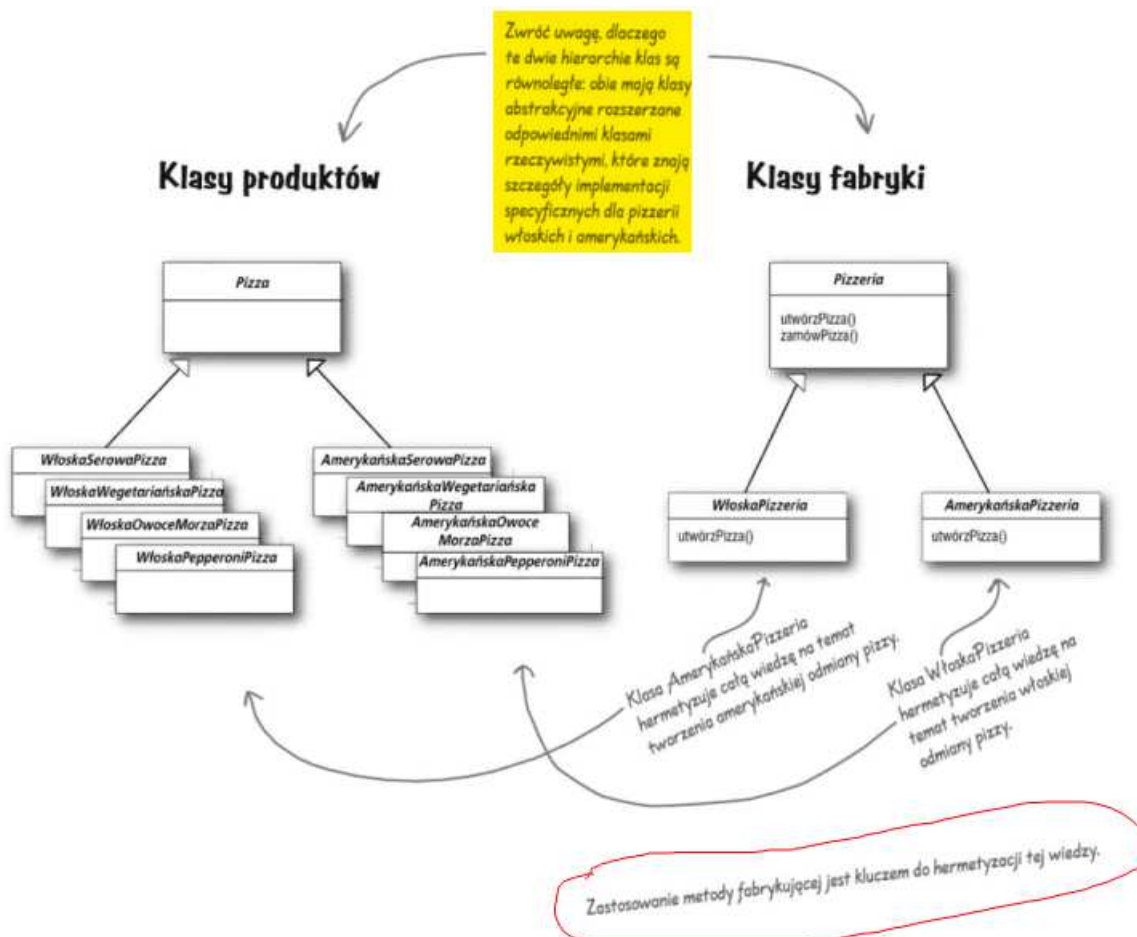 Zwróć uwagę, dlaczego
te dwie hierarchie klas są
równoległe: obie mają klasy
abstrakcyjne rozszerzane
odpowiednimi klasami
rzeczywistymi, które znają
szczegóły implementacji
specyficznych dla pizzerii
włoskich i amerykańskich.
Klasy produktów
Klasy fabryki
Pizza
Pizzeria
utwórzPizza()
zamówPizza()
WłoskaSerowaPizza
WłoskaWegetariańskaPizza
WłoskaOwoceMorzaPizza
WłoskaPepperoniPizza
AmerykańskaSerowaPizza
AmerykańskaWegetariańska
Pizza
AmerykańskaOwoce
MorzaPizza
AmerykańskaPepperoniPizza
WłoskaPizzeria
utwórzPizza()
AmerykańskaPizzeria
utwórzPizza()
Klasa AmerykańskaPizzeria
hermetyzuje całą wiedzę na temat
tworzenia amerykańskiej odmiany pizzy.
Klasa WłoskaPizzeria
hermetyzuje całą wiedzę na
temat tworzenia włoskiej
odmiany pizzy.
Zastosowanie metody fabrykującej jest kluczem do hermetyzacji tej wiedzy.